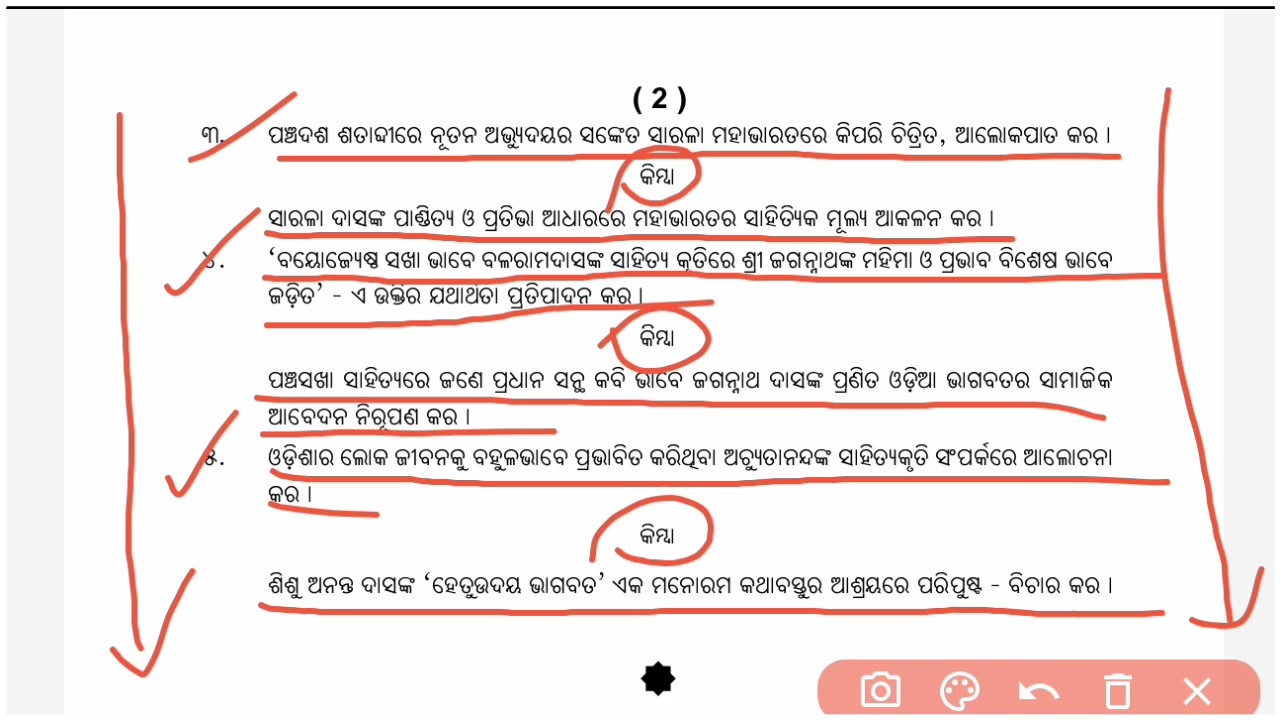 ( 2 )
୩. ପଞ୍ଚଦଶ ଶତାବ୍ଦୀରେ ନୂତନ ଅଭ୍ୟୁଦୟର ସଙ୍କେତ ସାରଳା ମହାଭାରତରେ କିପରି ଚିତ୍ରିତ, ଆଲୋକପାତ କର ।
କିମ୍ବା
ସାରଳା ଦାସଙ୍କ ପାଣ୍ଡିତ୍ୟ ଓ ପ୍ରତିଭା ଆଧାରରେ ମହାଭାରତର ସାହିତ୍ୟିକ ମୂଲ୍ୟ ଆକଳନ କର ।
୪. ‘ବୟୋଜ୍ୟେଷ୍ଠ ସଖା ଭାବେ ବଳରାମଦାସଙ୍କ ସାହିତ୍ୟ କୃତିରେ ଶ୍ରୀ ଜଗନ୍ନାଥଙ୍କ ମହିମା ଓ ପ୍ରଭାବ ବିଶେଷ ଭାବେ
ଜଡ଼ିତ’ - ଏ ଉକ୍ତିର ଯଥାର୍ଥତା ପ୍ରତିପାଦନ କର ।
କିମ୍ବା
ପଞ୍ଚସଖା ସାହିତ୍ୟରେ ଜଣେ ପ୍ରଧାନ ସନ୍ଥ କବି ଭାବେ ଜଗନ୍ନାଥ ଦାସଙ୍କ ପ୍ରଣିତ ଓଡ଼ିଆ ଭାଗବତର ସାମାଜିକ
ଆବେଦନ ନିରୂପଣ କର ।
୫. ଓଡ଼ିଶାର ଲୋକ ଜୀବନକୁ ବହୁଳଭାବେ ପ୍ରଭାବିତ କରିଥିବା ଅଚ୍ୟୁତାନନ୍ଦଙ୍କ ସାହିତ୍ୟକୃତି ସଂପର୍କରେ ଆଲୋଚନା
କର ।
କିମ୍ବା
ଶିଶୁ ଅନନ୍ତ ଦାସଙ୍କ ‘ହେତୁଉଦୟ ଭାଗବତ’ ଏକ ମନୋରମ କଥାବସ୍ତୁର ଆଶ୍ରୟରେ ପରିପୁଷ୍ଟ - ବିଚାର କର ।